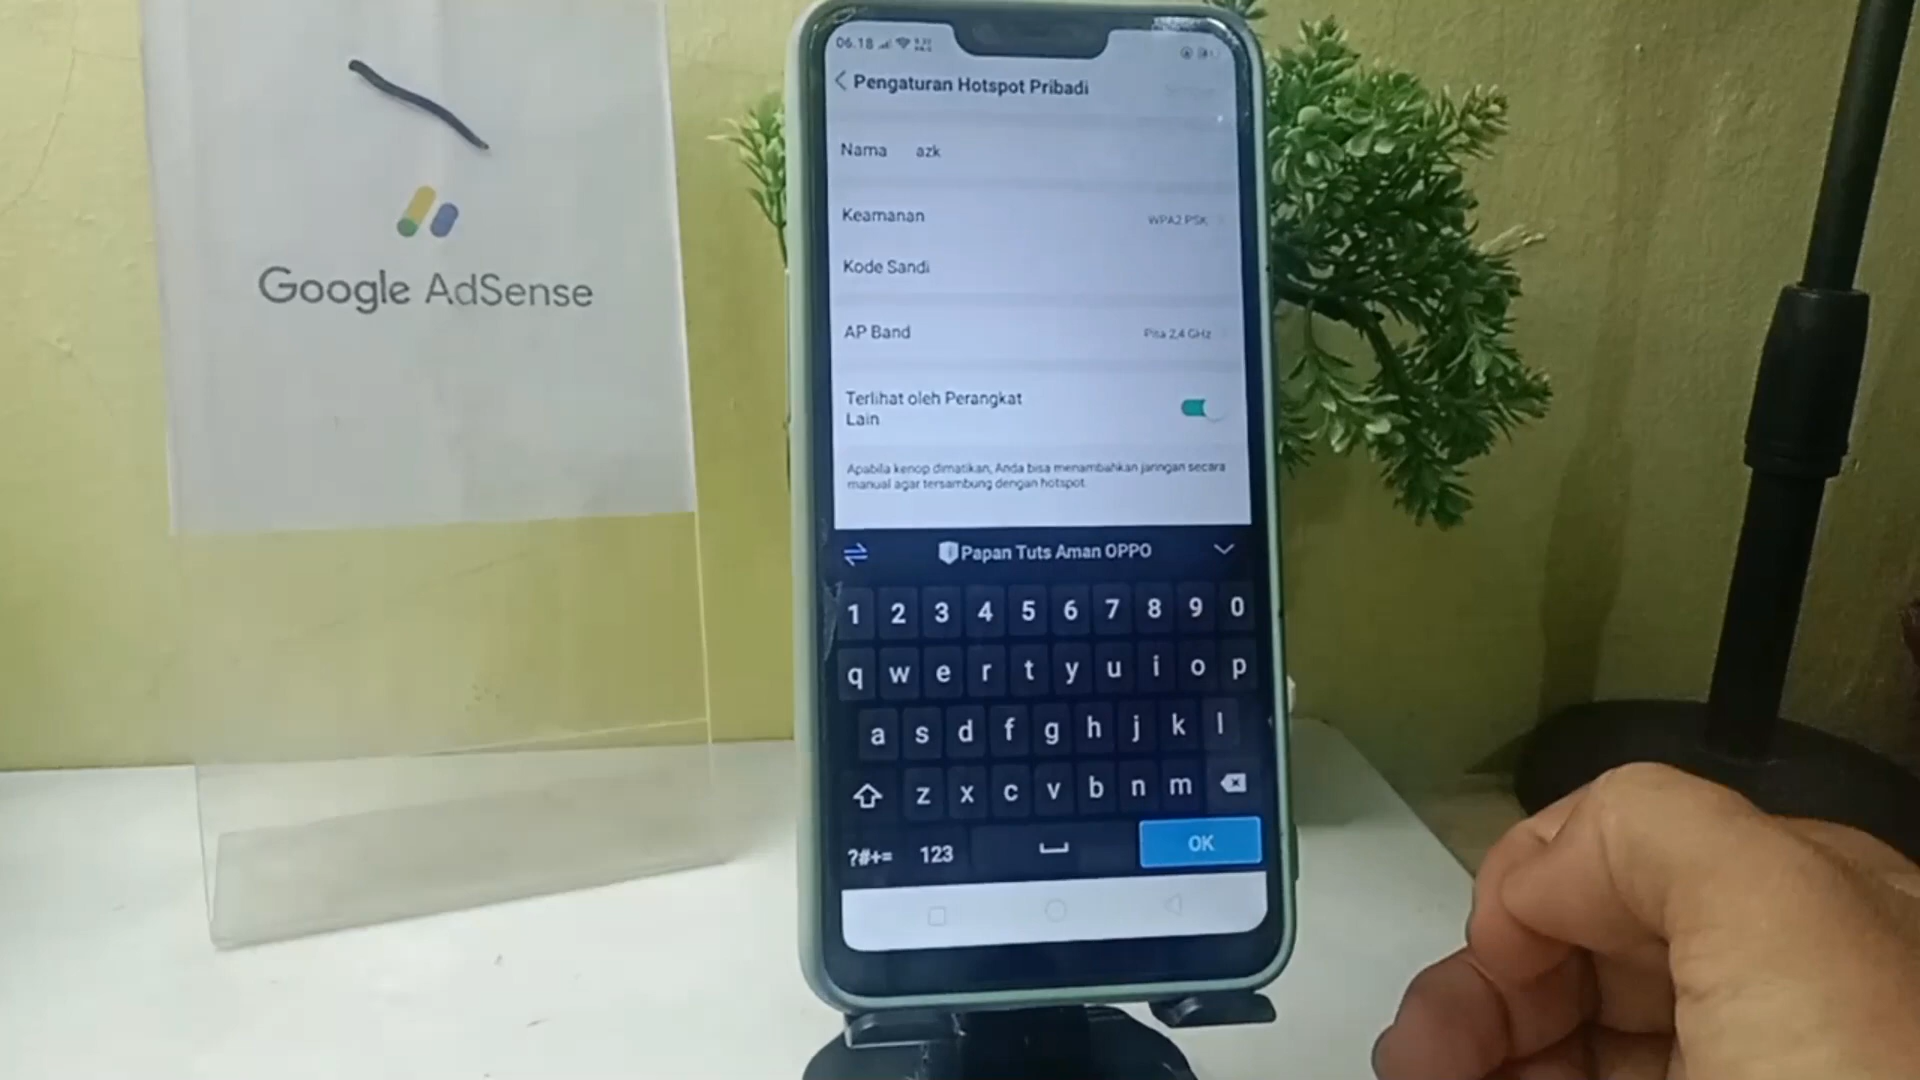 Google AdSense
06.18
Pengaturan Hotspot Pribadi
Nama azk
Keamanan WPA2 PSK
Kode Sandi
AP Band Pita 2,4 GHz
Terlihat oleh Perangkat
Lain
Apabila kenop dimatikan, Anda bisa menambahkan jaringan secara
manual agar tersambung dengan hotspot.
Papan Tuts Aman OPPO
1 2 3 4 5 6 7 8 9 0
q w e r t y u i o p
a s d f g h j k l
z x c v b n m
?#+= 123 OK